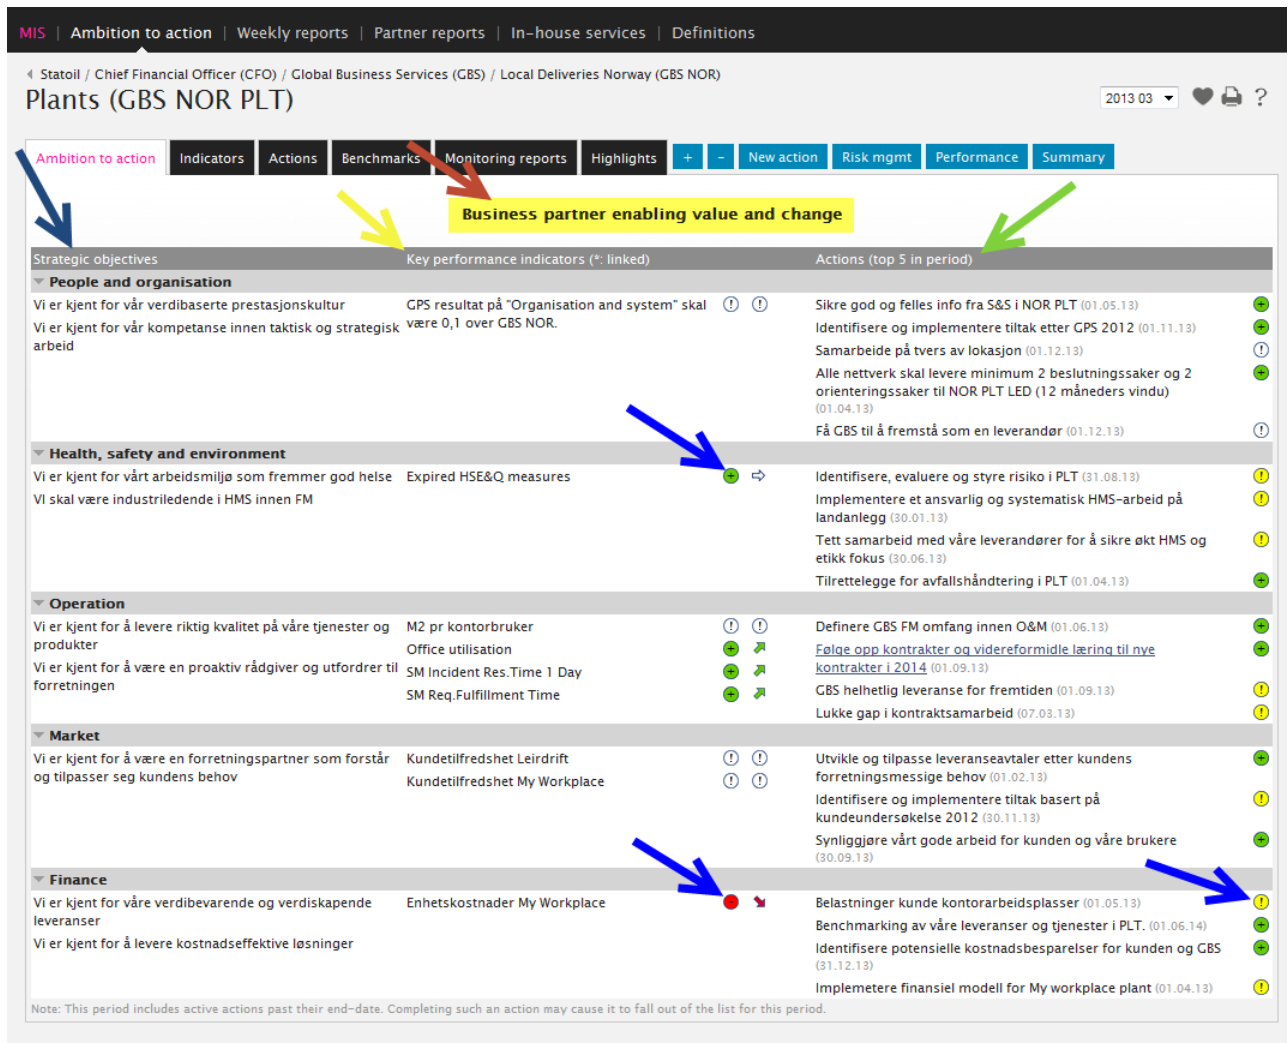 MIS | Ambition to action | Weekly reports | Partner reports | In-house services | Definitions
Statoil / Chief Financial Officer (CFO) / Global Business Services (GBS) / Local Deliveries Norway (GBS NOR)
Plants (GBS NOR PLT)
2013 03
?
Ambition to action Indicators Actions Benchmarks Monitoring reports Highlights + - New action Risk mgmt Performance Summary
Business partner enabling value and change
Strategic objectives Key performance indicators (*: linked) Actions (top 5 in period)
People and organisation
Vi er kjent for vår verdibaserte prestasjonskultur
Vi er kjent for vår kompetanse innen taktisk og strategisk
arbeid
GPS resultat på "Organisation and system" skal
være 0,1 over GBS NOR.
Sikre god og felles info fra S&S i NOR PLT (01.05.13)
Identifisere og implementere tiltak etter GPS 2012 (01.11.13)
Samarbeide på tvers av lokasjon (01.12.13)
Alle nettverk skal levere minimum 2 beslutningssaker og 2
orienteringssaker til NOR PLT LED (12 måneders vindu)
(01.04.13)
Få GBS til å fremstå som en leverandør (01.12.13)
Health, safety and environment
Vi er kjent for vårt arbeidsmiljø som fremmer god helse
VI skal være industriledende i HMS innen FM
Expired HSE&Q measures
Identifisere, evaluere og styre risiko i PLT (31.08.13)
Implementere et ansvarlig og systematisk HMS-arbeid på
landanlegg (30.01.13)
Tett samarbeid med våre leverandører for å sikre økt HMS og
etikk fokus (30.06.13)
Tilrettelegge for avfallshåndtering i PLT (01.04.13)
Operation
Vi er kjent for å levere riktig kvalitet på våre tjenester og
produkter
Vi er kjent for å være en proaktiv rådgiver og utfordrer til
forretningen
M2 pr kontorbruker
Office utilisation
SM Incident Res.Time 1 Day
SM Req.Fulfillment Time
Definere GBS FM omfang innen O&M (01.06.13)
Følge opp kontrakter og videreformidle læring til nye
kontrakter i 2014 (01.09.13)
GBS helhetlig leveranse for fremtiden (01.09.13)
Lukke gap i kontraktsamarbeid (07.03.13)
Market
Vi er kjent for å være en forretningspartner som forstår
og tilpasser seg kundens behov
Kundetilfredshet Leirdrift
Kundetilfredshet My Workplace
Utvikle og tilpasse leveranseavtaler etter kundens
forretningsmessige behov (01.02.13)
Identifisere og implementere tiltak basert på
kundeundersøkelse 2012 (30.11.13)
Synliggjøre vårt gode arbeid for kunden og våre brukere
(30.09.13)
Finance
Vi er kjent for våre verdibevarende og verdiskapende
leveranser
Vi er kjent for å levere kostnadseffektive løsninger
Enhetskostnader My Workplace
Belastninger kunde kontorarbeidsplasser (01.05.13)
Benchmarking av våre leveranser og tjenester i PLT. (01.06.14)
Identifisere potensielle kostnadsbesparelser for kunden og GBS
(31.12.13)
Implemetere finansiel modell for My workplace plant (01.04.13)
Note: This period includes active actions past their end-date. Completing such an action may cause it to fall out of the list for this period.